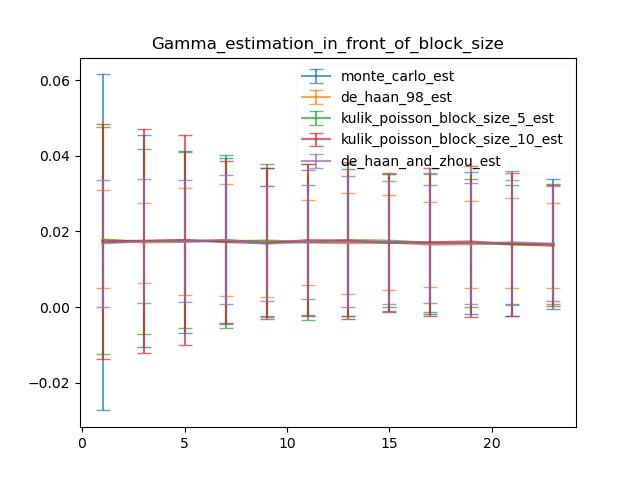 Gamma_estimation_in_front_of_block_size
0.06
0.04
0.02
0.00
−0.02
0
5
10
15
20
monte_carlo_est
de_haan_98_est
kulik_poisson_block_size_5_est
kulik_poisson_block_size_10_est
de_haan_and_zhou_est